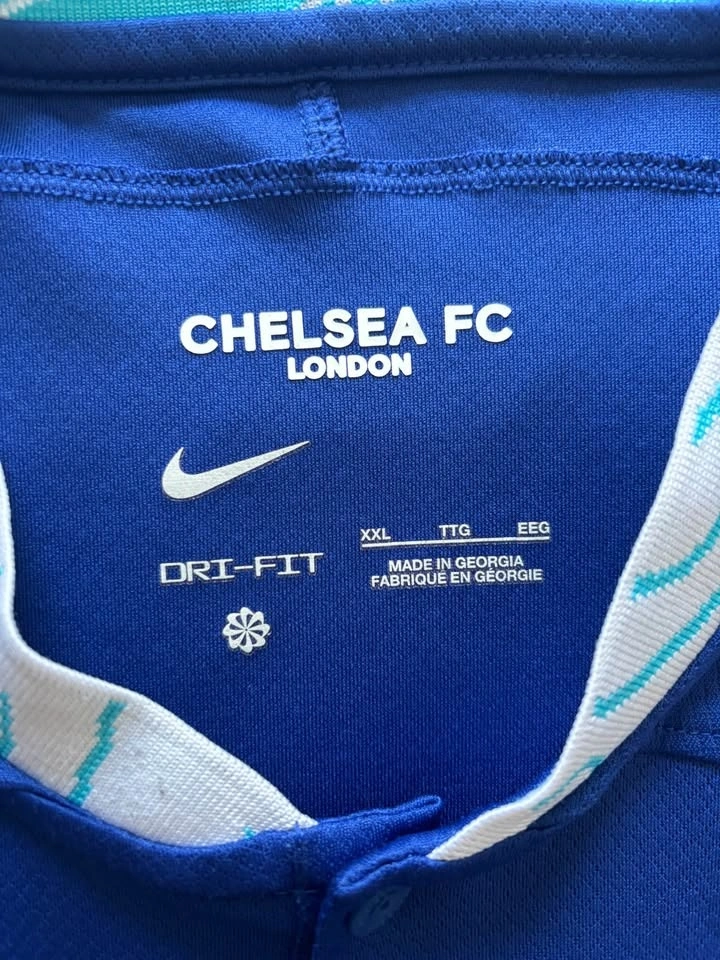 CHELSEA FC
LONDON
DRI-FIT
XXL TTG EEG
MADE IN GEORGIA
FABRIQUÉ EN GÉORGIE